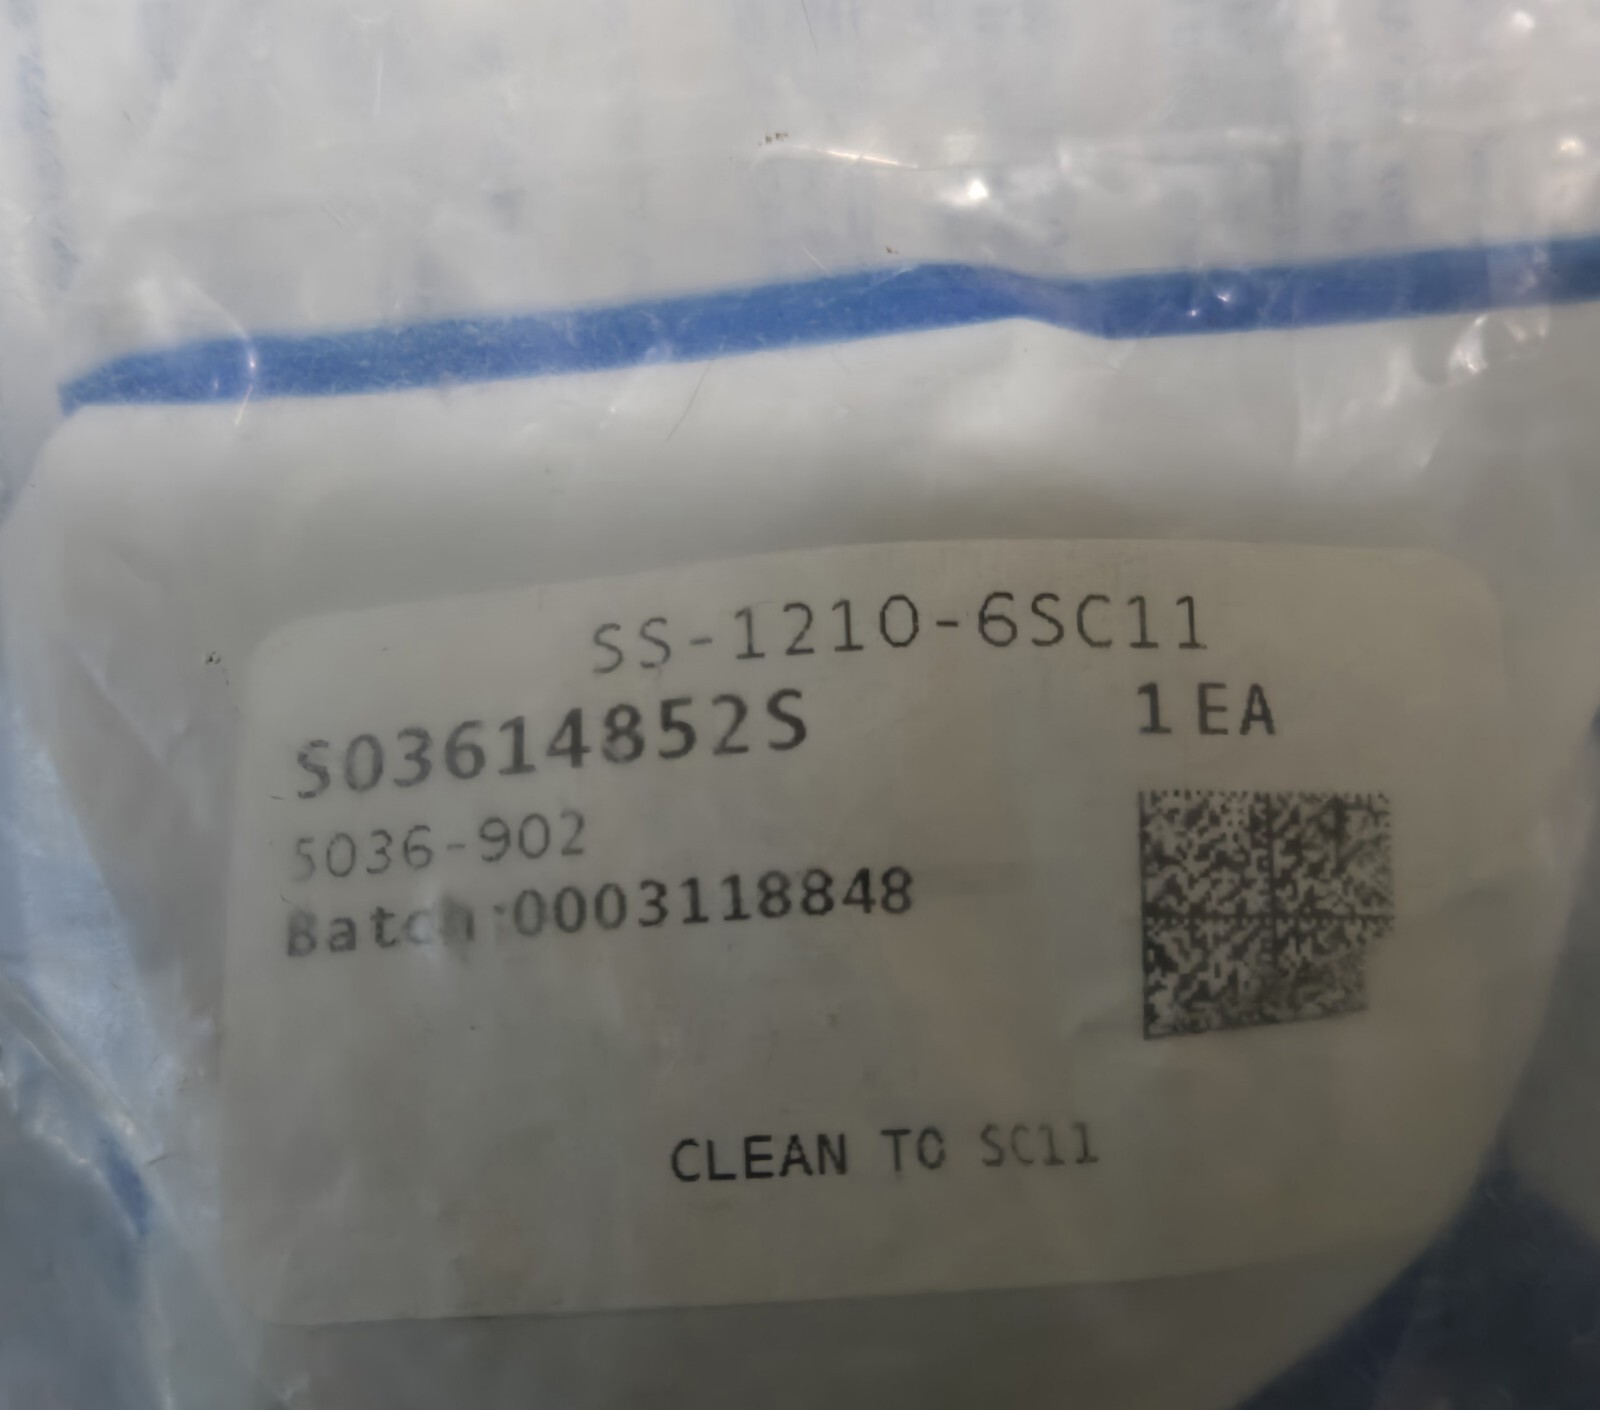 SS-1210-6SC11
S03614852S 1 EA
5036-902
Batch:0003118848
CLEAN TO SC11